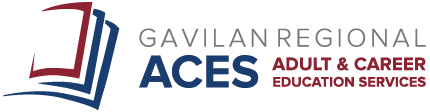 GAVILAN REGIONAL
ACES ADULT & CAREER
EDUCATION SERVICES